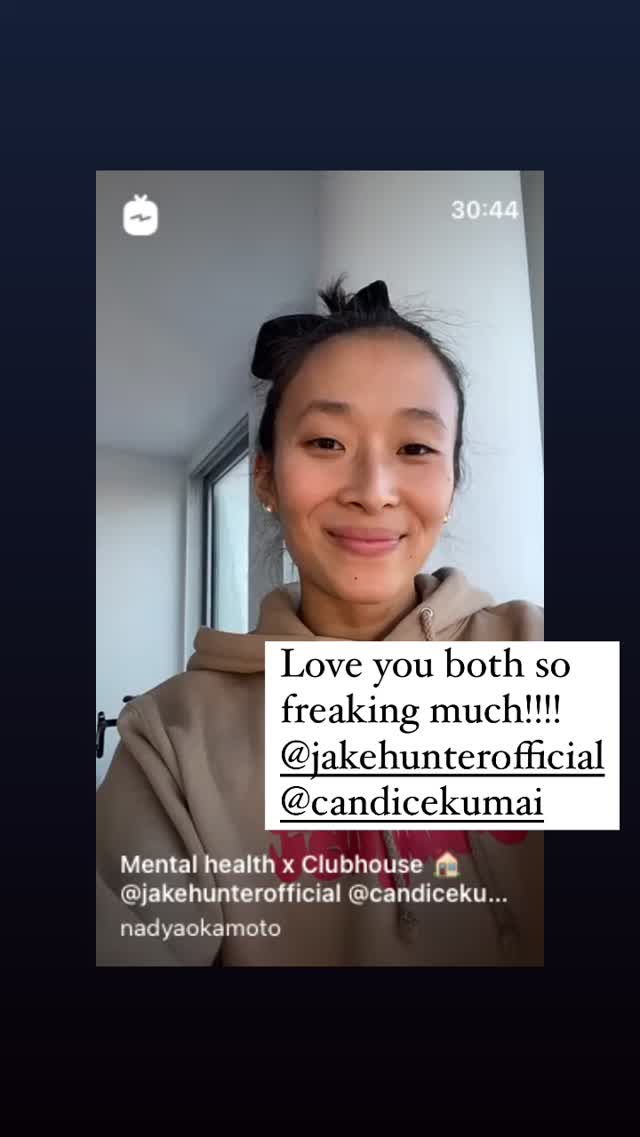 30:44
Love you both so
freaking much!!!!
@jakehunterofficial
@candicekumai
Mental health x Clubhouse 🏠
@jakehunterofficial @candiceku...
nadyaokamoto